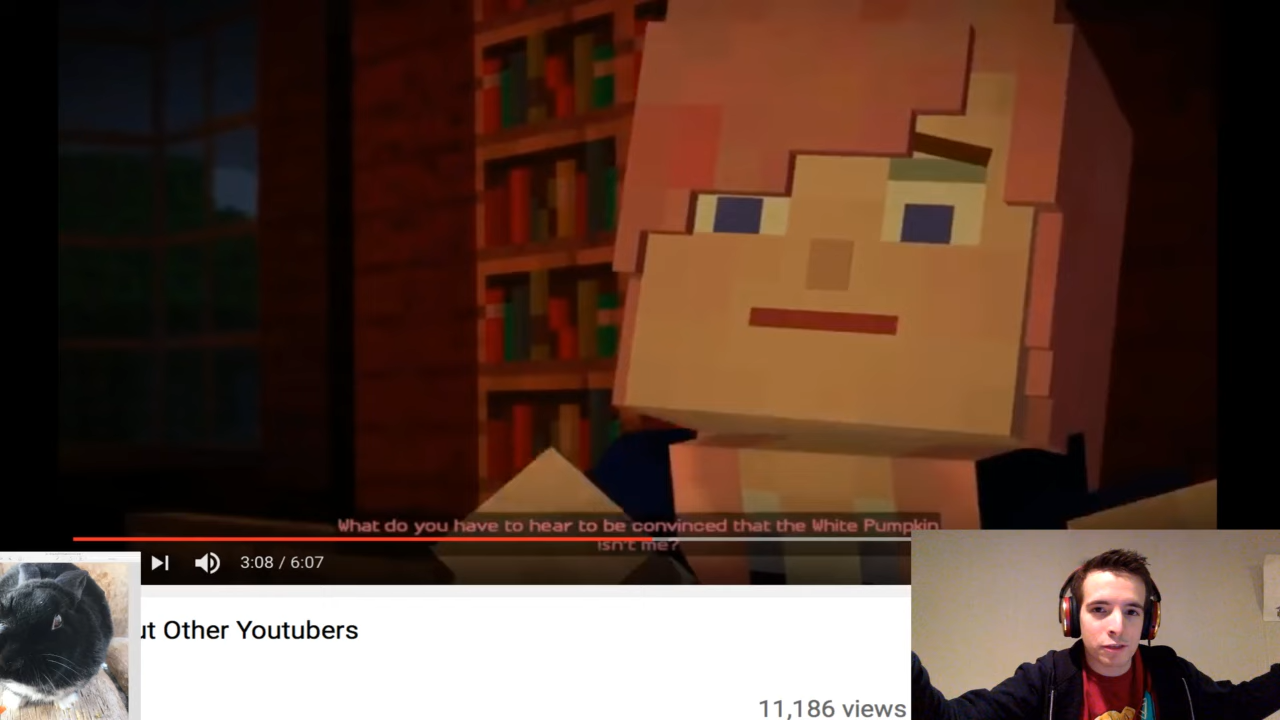 What do you have to hear to be convinced that the White Pumpkin
isn't me?
3:08 / 6:07
ut Other Youtubers
11,186 views